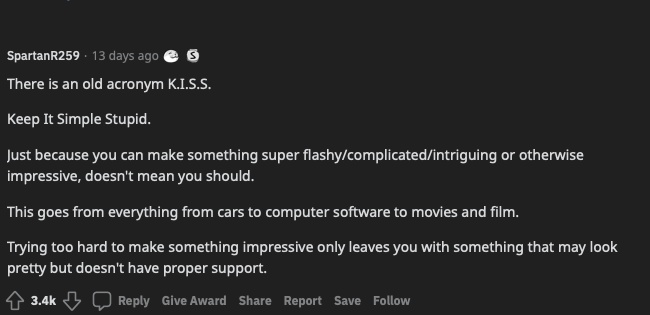 SpartanR259 · 13 days ago S
There is an old acronym K.I.S.S.
Keep It Simple Stupid.
Just because you can make something super flashy/complicated/intriguing or otherwise
impressive, doesn't mean you should.
This goes from everything from cars to computer software to movies and film.
Trying too hard to make something impressive only leaves you with something that may look
pretty but doesn't have proper support.
3.4k Reply Give Award Share Report Save Follow